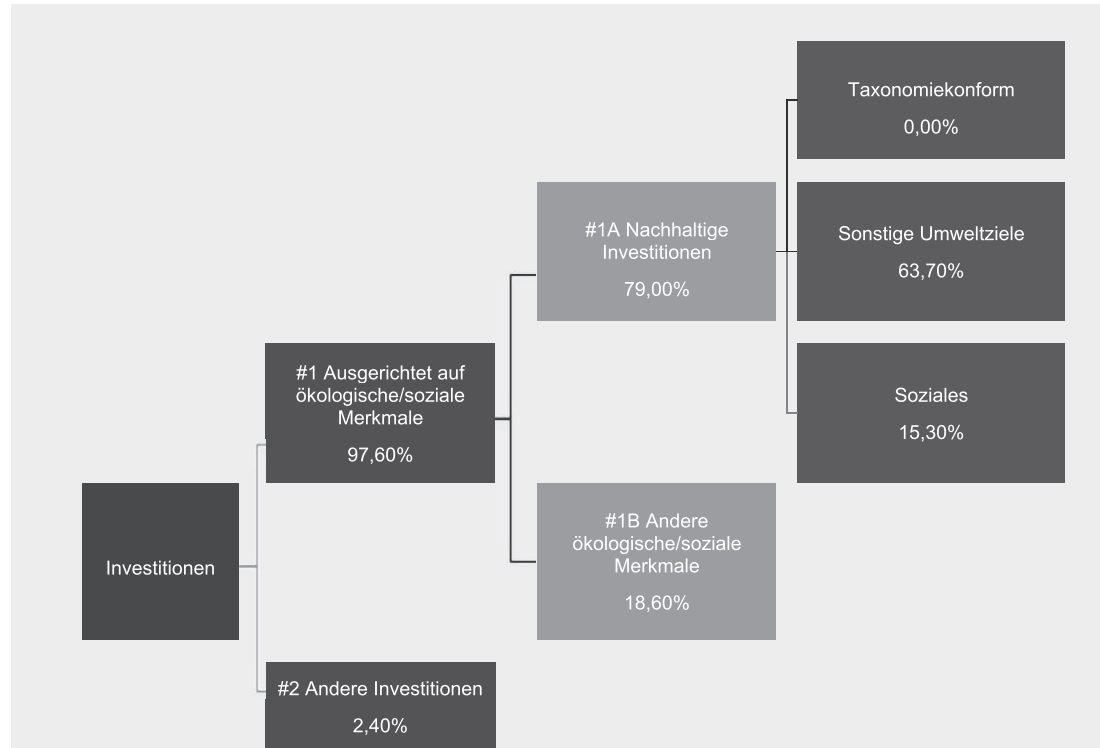 Taxonomiekonform
0,00%
#1A Nachhaltige
Investitionen
79,00%
Sonstige Umweltziele
63,70%
#1 Ausgerichtet auf
ökologische/soziale
Merkmale
97,60%
Soziales
15,30%
Investitionen
#1B Andere
ökologische/soziale
Merkmale
18,60%
#2 Andere Investitionen
2,40%